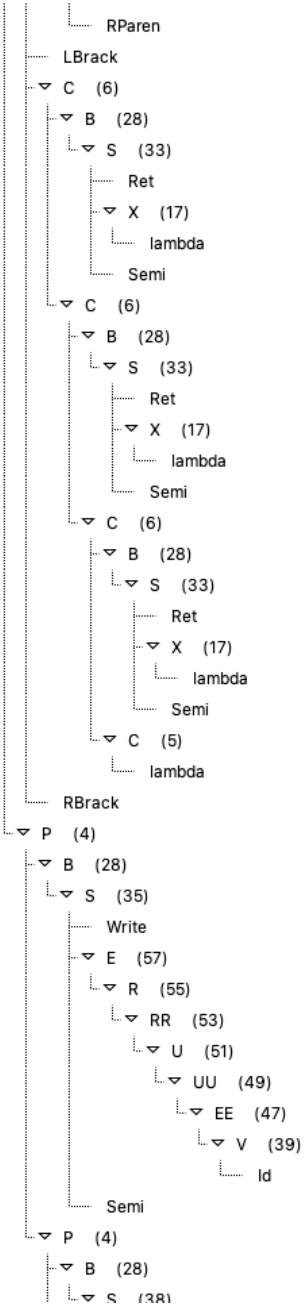 RParen
LBrack
C (6)
B (28)
S (33)
Ret
X (17)
lambda
Semi
C (6)
B (28)
S (33)
Ret
X (17)
lambda
Semi
C (6)
B (28)
S (33)
Ret
X (17)
lambda
Semi
C (5)
lambda
RBrack
P (4)
B (28)
S (35)
Write
E (57)
R (55)
RR (53)
U (51)
UU (49)
EE (47)
V (39)
Id
Semi
P (4)
B (28)
S (38)